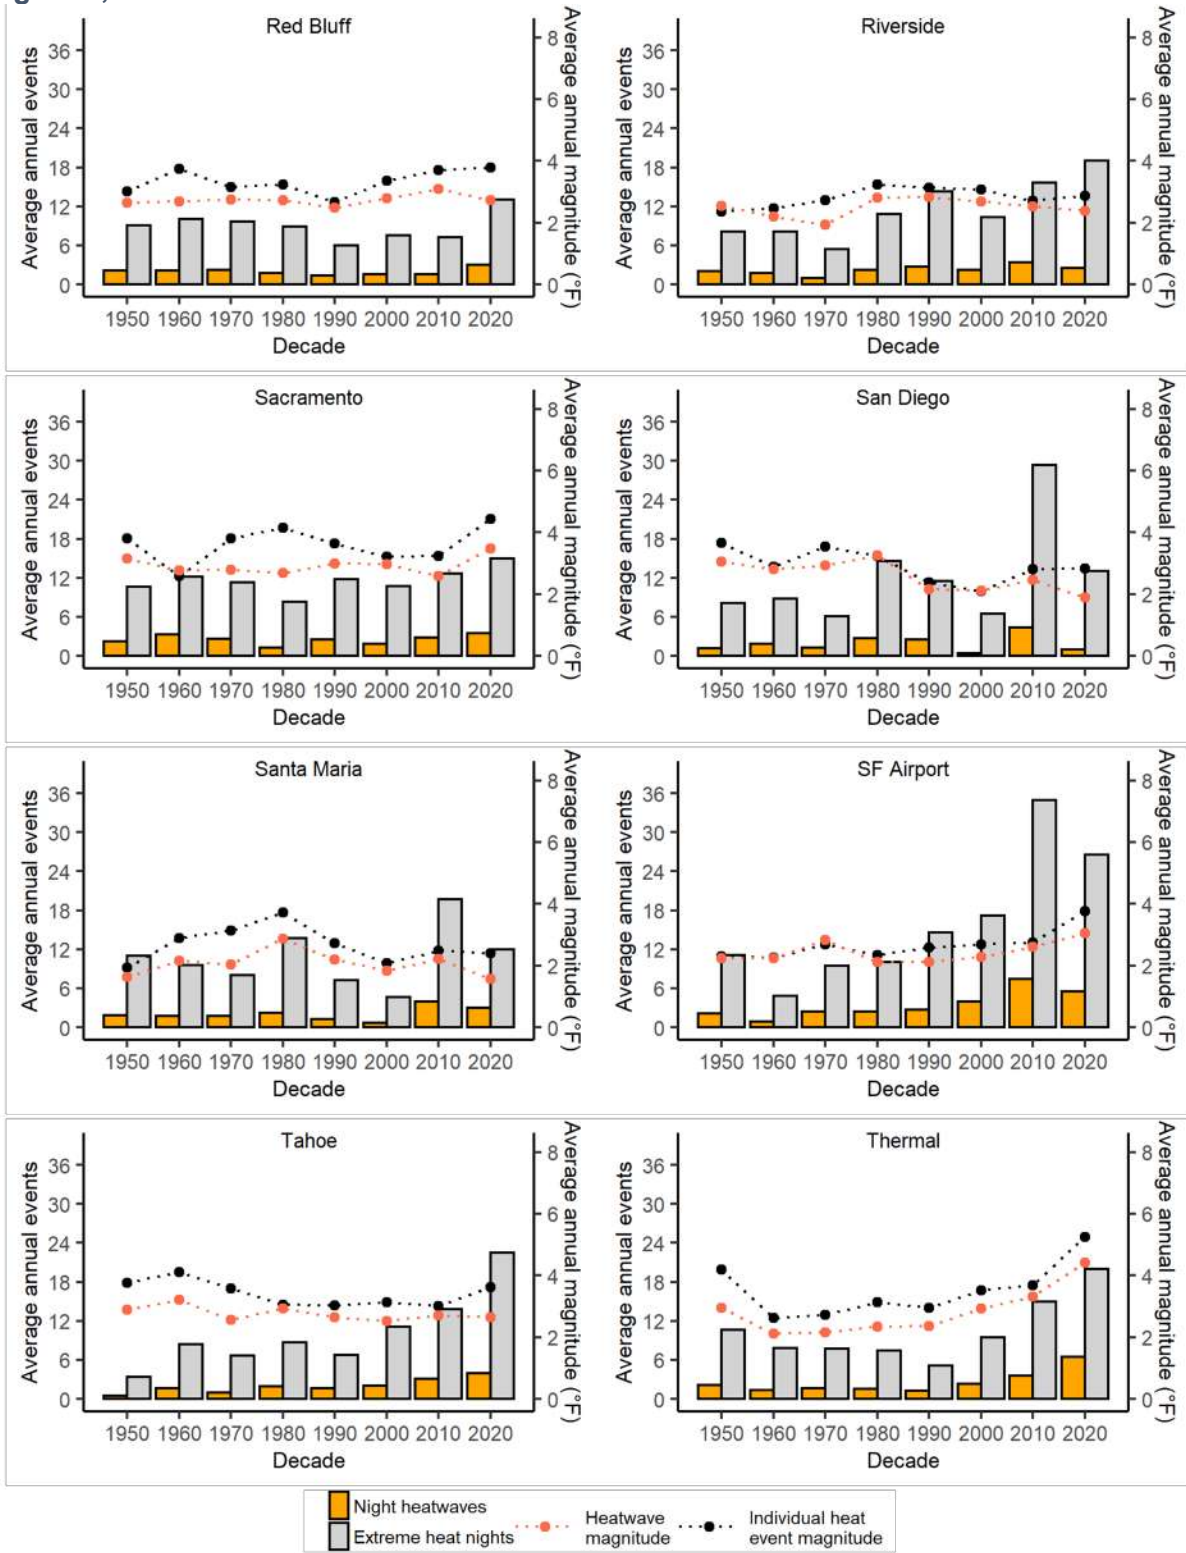 Red Bluff
Average annual events
36
30
24
18
12
6
0
8
6
4
2
0
Average annual magnitude (°F)
1950 1960 1970 1980 1990 2000 2010 2020
Decade
Riverside
Average annual events
36
30
24
18
12
6
0
8
6
4
2
0
Average annual magnitude (°F)
1950 1960 1970 1980 1990 2000 2010 2020
Decade
Sacramento
Average annual events
36
30
24
18
12
6
0
8
6
4
2
0
Average annual magnitude (°F)
1950 1960 1970 1980 1990 2000 2010 2020
Decade
San Diego
Average annual events
36
30
24
18
12
6
0
8
6
4
2
0
Average annual magnitude (°F)
1950 1960 1970 1980 1990 2000 2010 2020
Decade
Santa Maria
Average annual events
36
30
24
18
12
6
0
8
6
4
2
0
Average annual magnitude (°F)
1950 1960 1970 1980 1990 2000 2010 2020
Decade
SF Airport
Average annual events
36
30
24
18
12
6
0
8
6
4
2
0
Average annual magnitude (°F)
1950 1960 1970 1980 1990 2000 2010 2020
Decade
Tahoe
Average annual events
36
30
24
18
12
6
0
8
6
4
2
0
Average annual magnitude (°F)
1950 1960 1970 1980 1990 2000 2010 2020
Decade
Thermal
Average annual events
36
30
24
18
12
6
0
8
6
4
2
0
Average annual magnitude (°F)
1950 1960 1970 1980 1990 2000 2010 2020
Decade
Night heatwaves
Extreme heat nights
Heatwave
magnitude
Individual heat
event magnitude